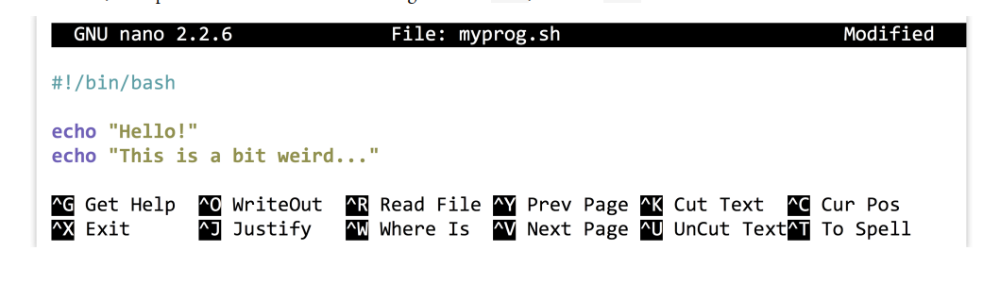 GNU nano 2.2.6 File: myprog.sh Modified
#!/bin/bash
echo "Hello!"
echo "This is a bit weird..."
^G Get Help ^O WriteOut ^R Read File ^Y Prev Page ^K Cut Text ^C Cur Pos
^X Exit ^J Justify ^W Where Is ^V Next Page ^U UnCut Text ^T To Spell